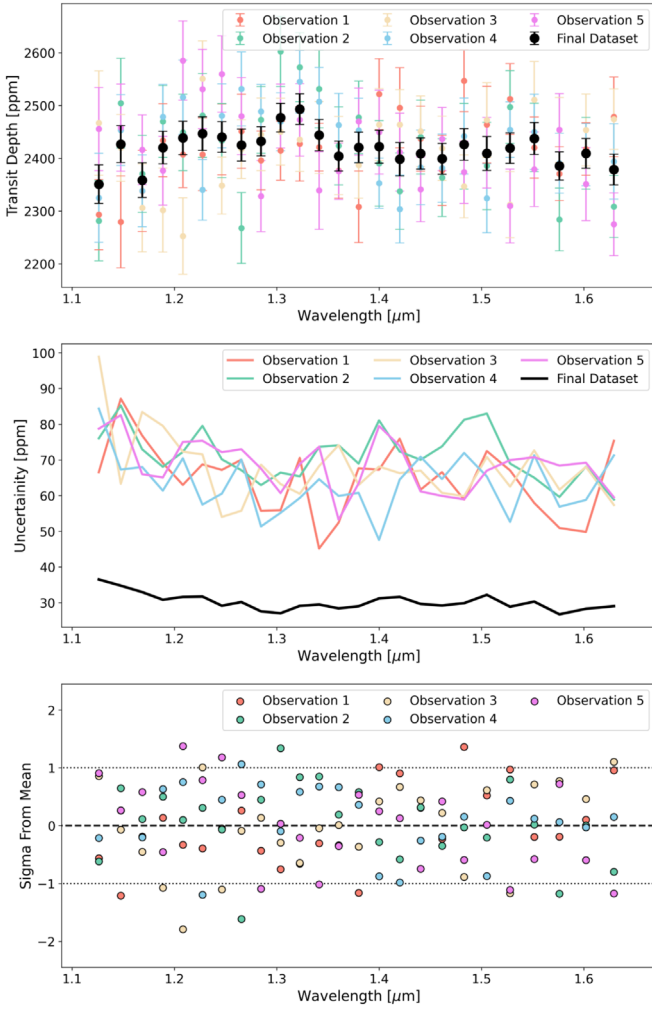 Observation 1 Observation 3 Observation 5
Observation 2 Observation 4 Final Dataset
2600
2500
2400
2300
2200
Transit Depth [ppm]
1.1 1.2 1.3 1.4 1.5 1.6
Wavelength [μm]
Observation 1 Observation 3 Observation 5
Observation 2 Observation 4 Final Dataset
100
90
80
70
60
50
40
30
Uncertainity [ppm]
1.1 1.2 1.3 1.4 1.5 1.6
Wavelength [μm]
Observation 1 Observation 3 Observation 5
Observation 2 Observation 4
2
1
0
−1
−2
Sigma From Mean
1.1 1.2 1.3 1.4 1.5 1.6
Wavelength [μm]